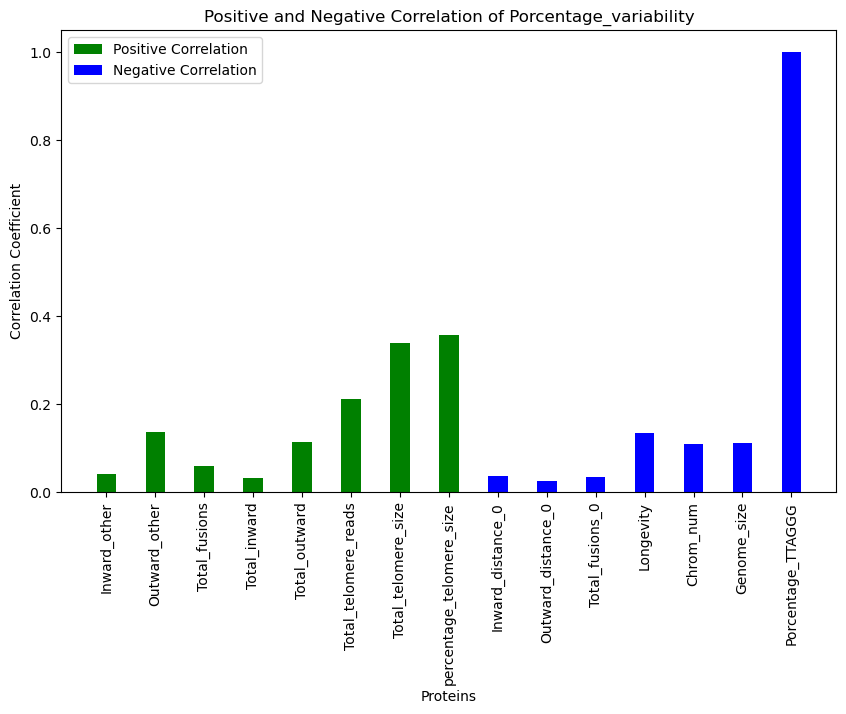 Positive and Negative Correlation of Porcentage_variability
Positive Correlation
Negative Correlation
Correlation Coefficient
1.0
0.8
0.6
0.4
0.2
0.0
Inward_other
Outward_other
Total_fusions
Total_inward
Total_outward
Total_telomere_reads
Total_telomere_size
percentage_telomere_size
Inward_distance_0
Outward_distance_0
Total_fusions_0
Longevity
Chrom_num
Genome_size
Porcentage_TTAGGG
Proteins